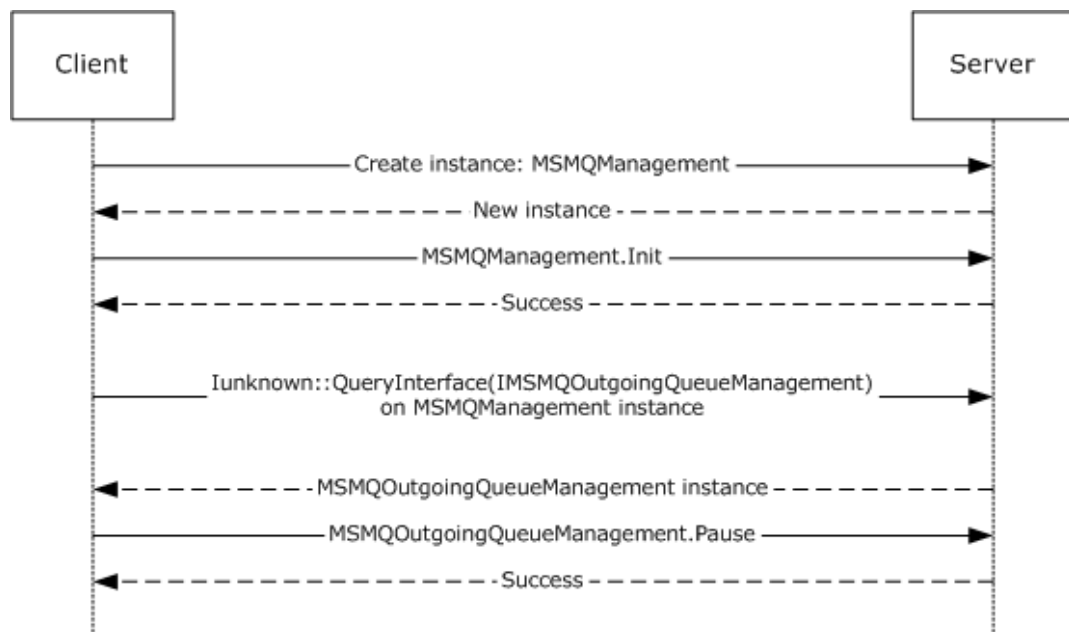 Client
Server
Create instance: MSMQManagement
New instance
MSMQManagement.Init
Success
Iunknown::QueryInterface(IMSMQOutgoingQueueManagement)
on MSMQManagement instance
MSMQOutgoingQueueManagement instance
MSMQOutgoingQueueManagement.Pause
Success